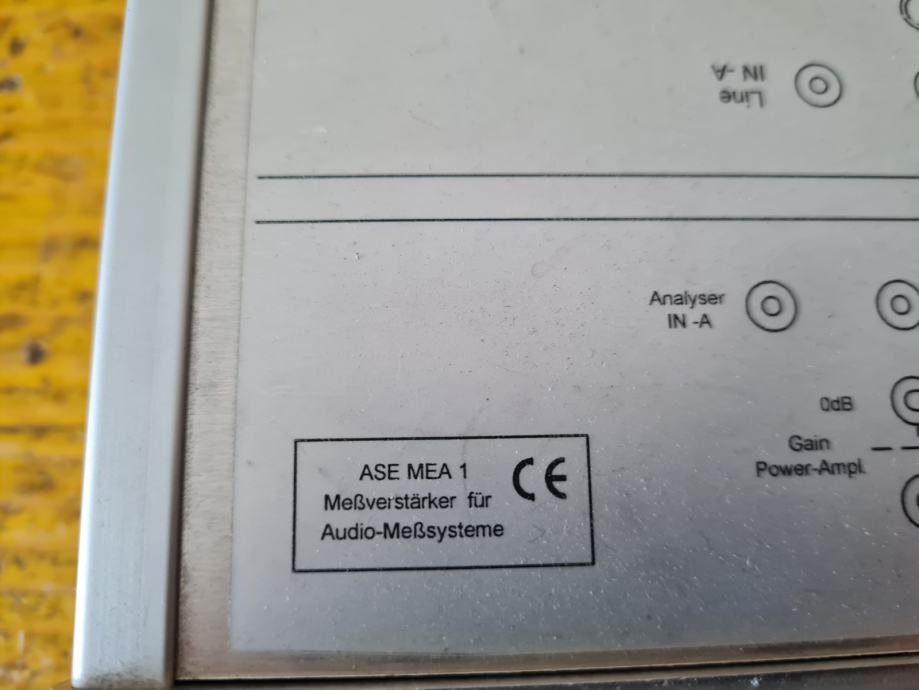 Line
IN -A
Analyser
IN -A
0dB
Gain
Power-Ampl.
ASE MEA 1 CE
Meßverstärker für
Audio-Meßsysteme